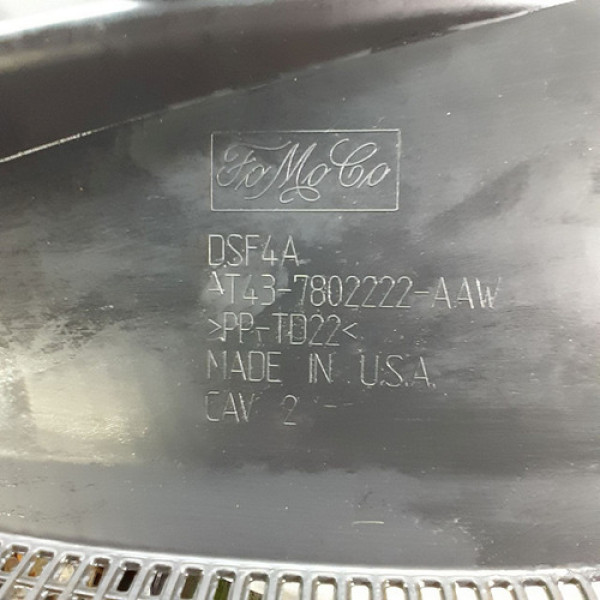 FoMoCo
DSF4A
AT43-7802222-AAW
>PP-TD22<
MADE IN U.S.A.
CAV 2